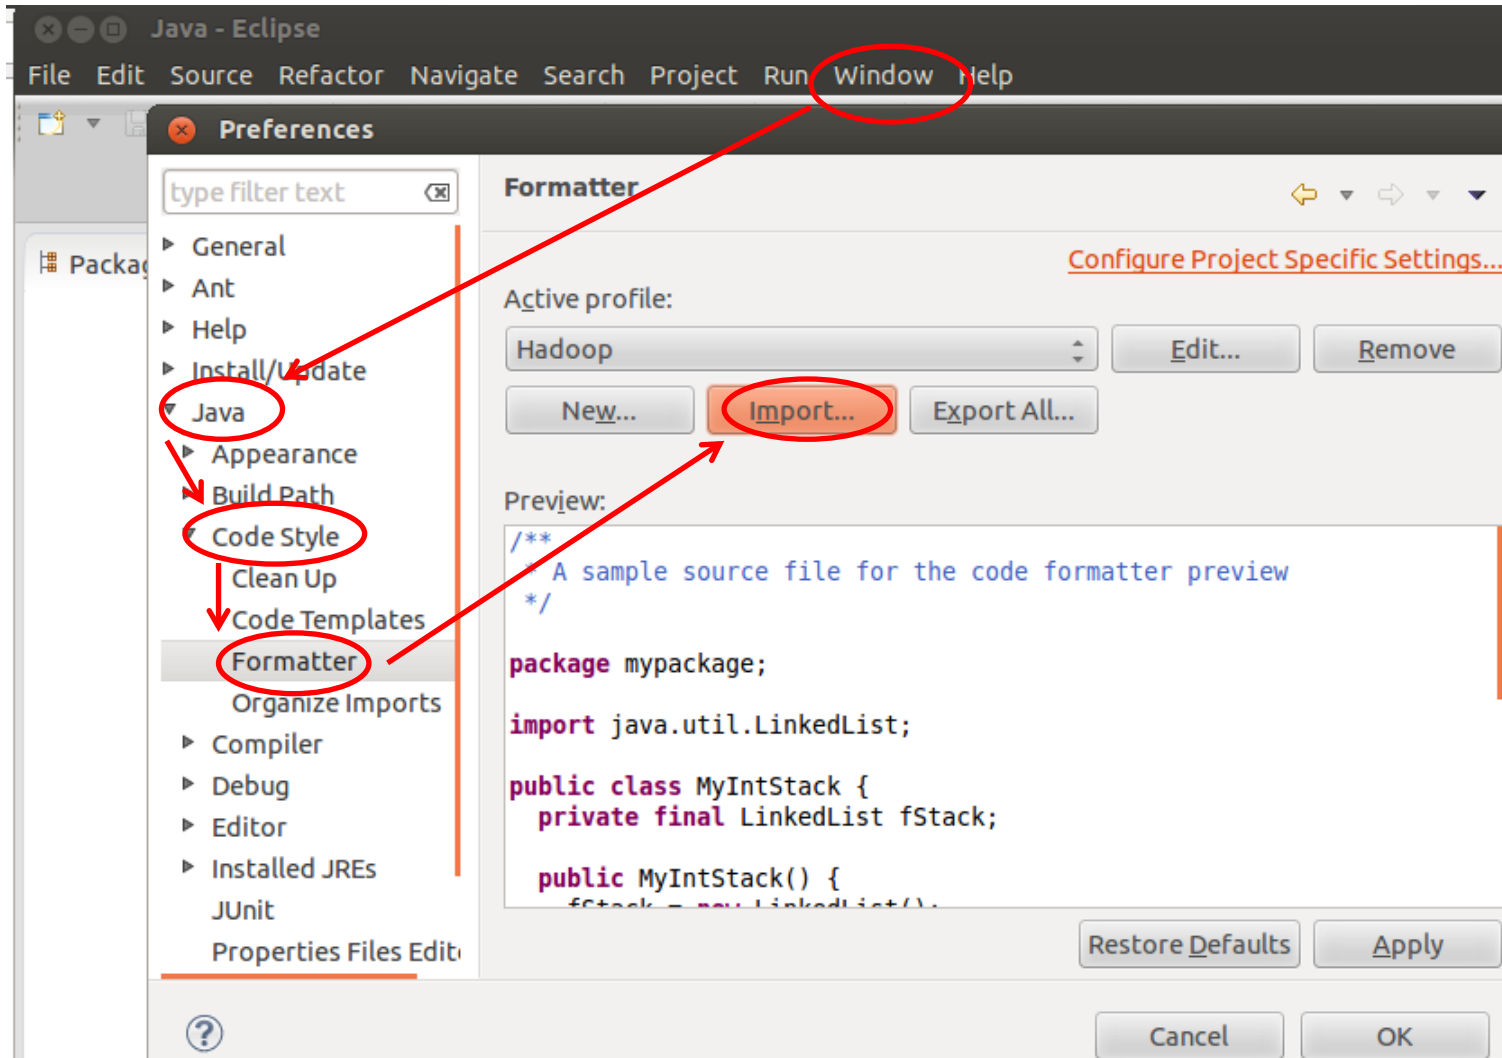 Java - Eclipse
File Edit Source Refactor Navigate Search Project Run Window Help
Preferences
type filter text
Formatter
General
Ant
Help
Install/Update
Java
Appearance
Build Path
Code Style
Clean Up
Code Templates
Formatter
Organize Imports
Compiler
Debug
Editor
Installed JREs
JUnit
Properties Files Edit
Packag
Configure Project Specific Settings...
Active profile:
Hadoop
Edit...
Remove
New...
Import...
Export All...
Preview:
/**
* A sample source file for the code formatter preview
*/
package mypackage;
import java.util.LinkedList;
public class MyIntStack {
private final LinkedList fStack;
public MyIntStack() {
fStack = new LinkedList();
Restore Defaults
Apply
Cancel
OK